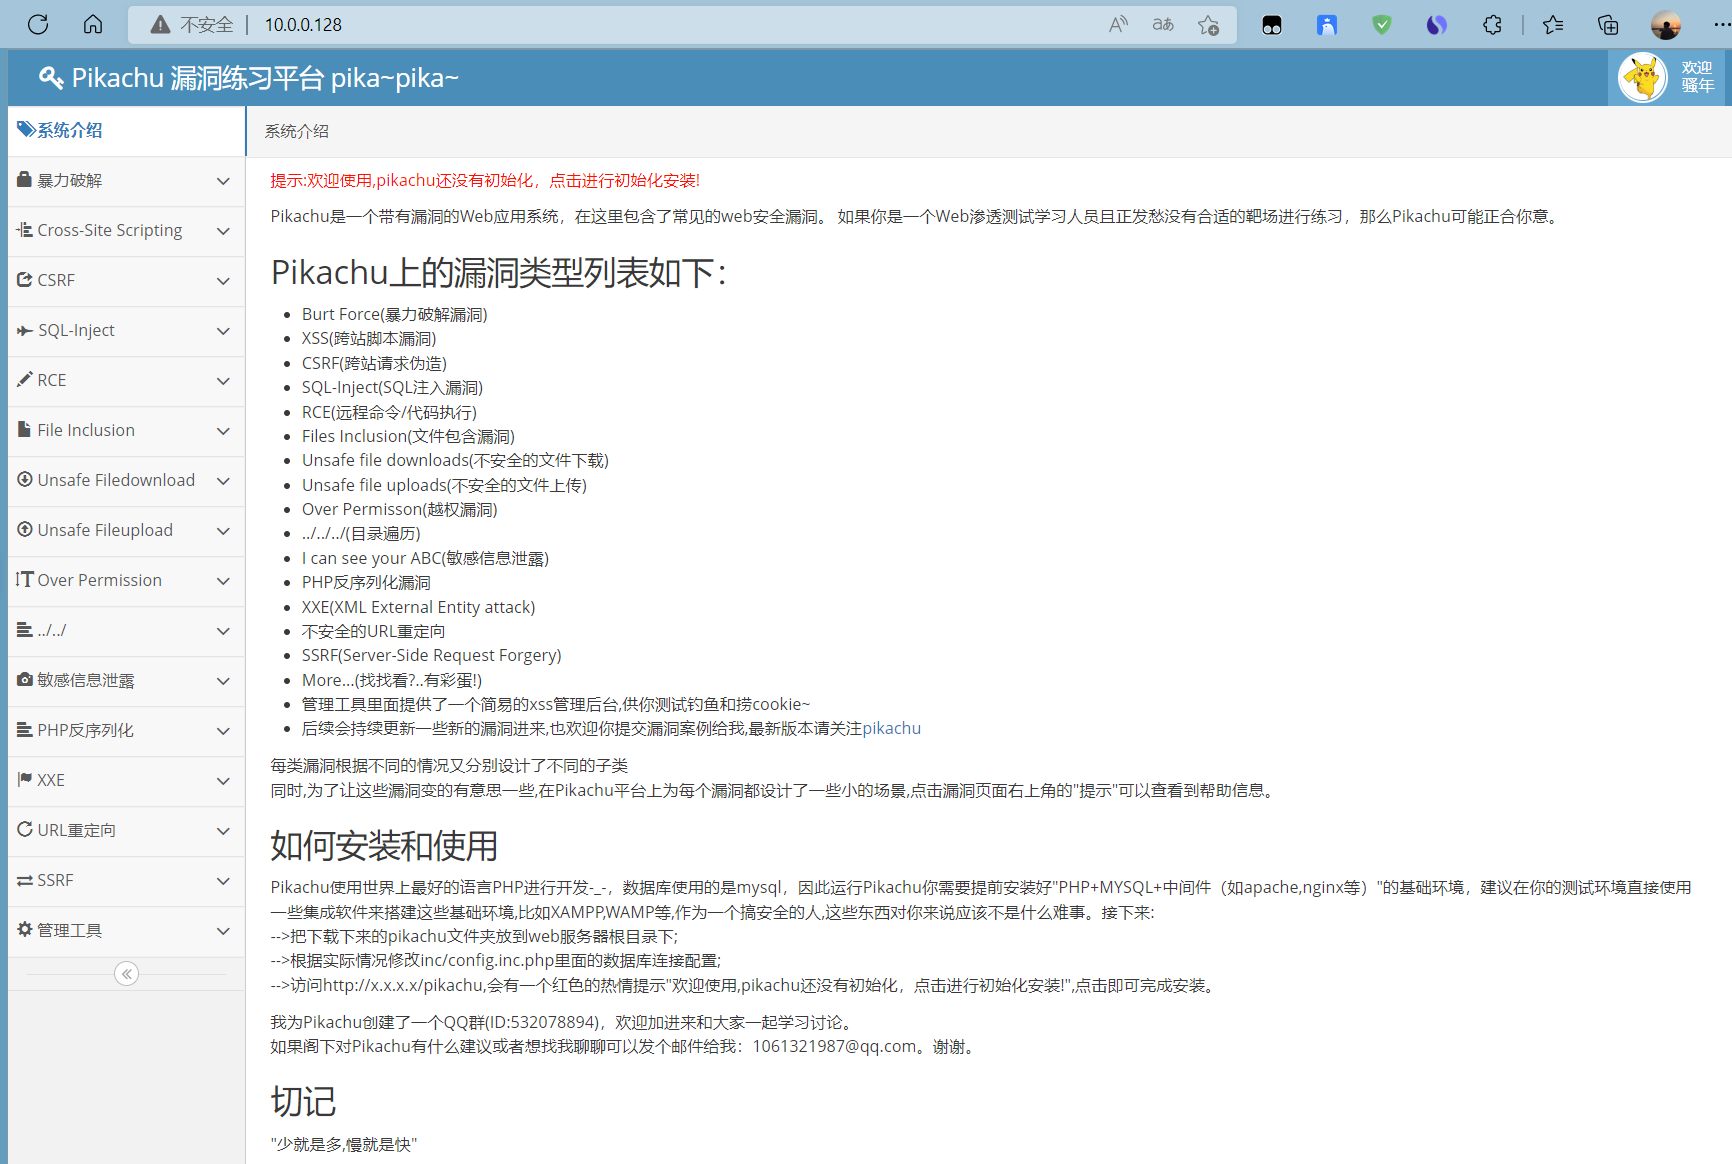 不安全 10.0.0.128
Pikachu 漏洞练习平台 pika~pika~
欢迎
骚年
系统介绍
暴力破解
Cross-Site Scripting
CSRF
SQL-Inject
RCE
File Inclusion
Unsafe Filedownload
Unsafe Fileupload
Over Permission
../../
敏感信息泄露
PHP反序列化
XXE
URL重定向
SSRF
管理工具
系统介绍
提示:欢迎使用,pikachu还没有初始化，点击进行初始化安装!
Pikachu是一个带有漏洞的Web应用系统，在这里包含了常见的web安全漏洞。 如果你是一个Web渗透测试学习人员且正发愁没有合适的靶场进行练习，那么Pikachu可能正合你意。
Pikachu上的漏洞类型列表如下：
Burt Force(暴力破解漏洞)
XSS(跨站脚本漏洞)
CSRF(跨站请求伪造)
SQL-Inject(SQL注入漏洞)
RCE(远程命令/代码执行)
Files Inclusion(文件包含漏洞)
Unsafe file downloads(不安全的文件下载)
Unsafe file uploads(不安全的文件上传)
Over Permisson(越权漏洞)
../../../(目录遍历)
I can see your ABC(敏感信息泄露)
PHP反序列化漏洞
XXE(XML External Entity attack)
不安全的URL重定向
SSRF(Server-Side Request Forgery)
More...(找找看?..有彩蛋!)
管理工具里面提供了一个简易的xss管理后台,供你测试钓鱼和捞cookie~
后续会持续更新一些新的漏洞进来,也欢迎你提交漏洞案例给我,最新版本请关注pikachu
每类漏洞根据不同的情况又分别设计了不同的子类
同时,为了让这些漏洞变的有意思一些,在Pikachu平台上为每个漏洞都设计了一些小的场景,点击漏洞页面右上角的"提示"可以查看到帮助信息。
如何安装和使用
Pikachu使用世界上最好的语言PHP进行开发-_-，数据库使用的是mysql，因此运行Pikachu你需要提前安装好"PHP+MYSQL+中间件（如apache,nginx等）"的基础环境，建议在你的测试环境直接使用
一些集成软件来搭建这些基础环境,比如XAMPP,WAMP等,作为一个搞安全的人,这些东西对你来说应该不是什么难事。接下来:
-->把下载下来的pikachu文件夹放到web服务器根目录下;
-->根据实际情况修改inc/config.inc.php里面的数据库连接配置;
-->访问http://x.x.x.x/pikachu,会有一个红色的热情提示"欢迎使用,pikachu还没有初始化，点击进行初始化安装!",点击即可完成安装。
我为Pikachu创建了一个QQ群(ID:532078894)，欢迎加进来和大家一起学习讨论。
如果阁下对Pikachu有什么建议或者想找我聊聊可以发个邮件给我：1061321987@qq.com。谢谢。
切记
"少就是多,慢就是快"